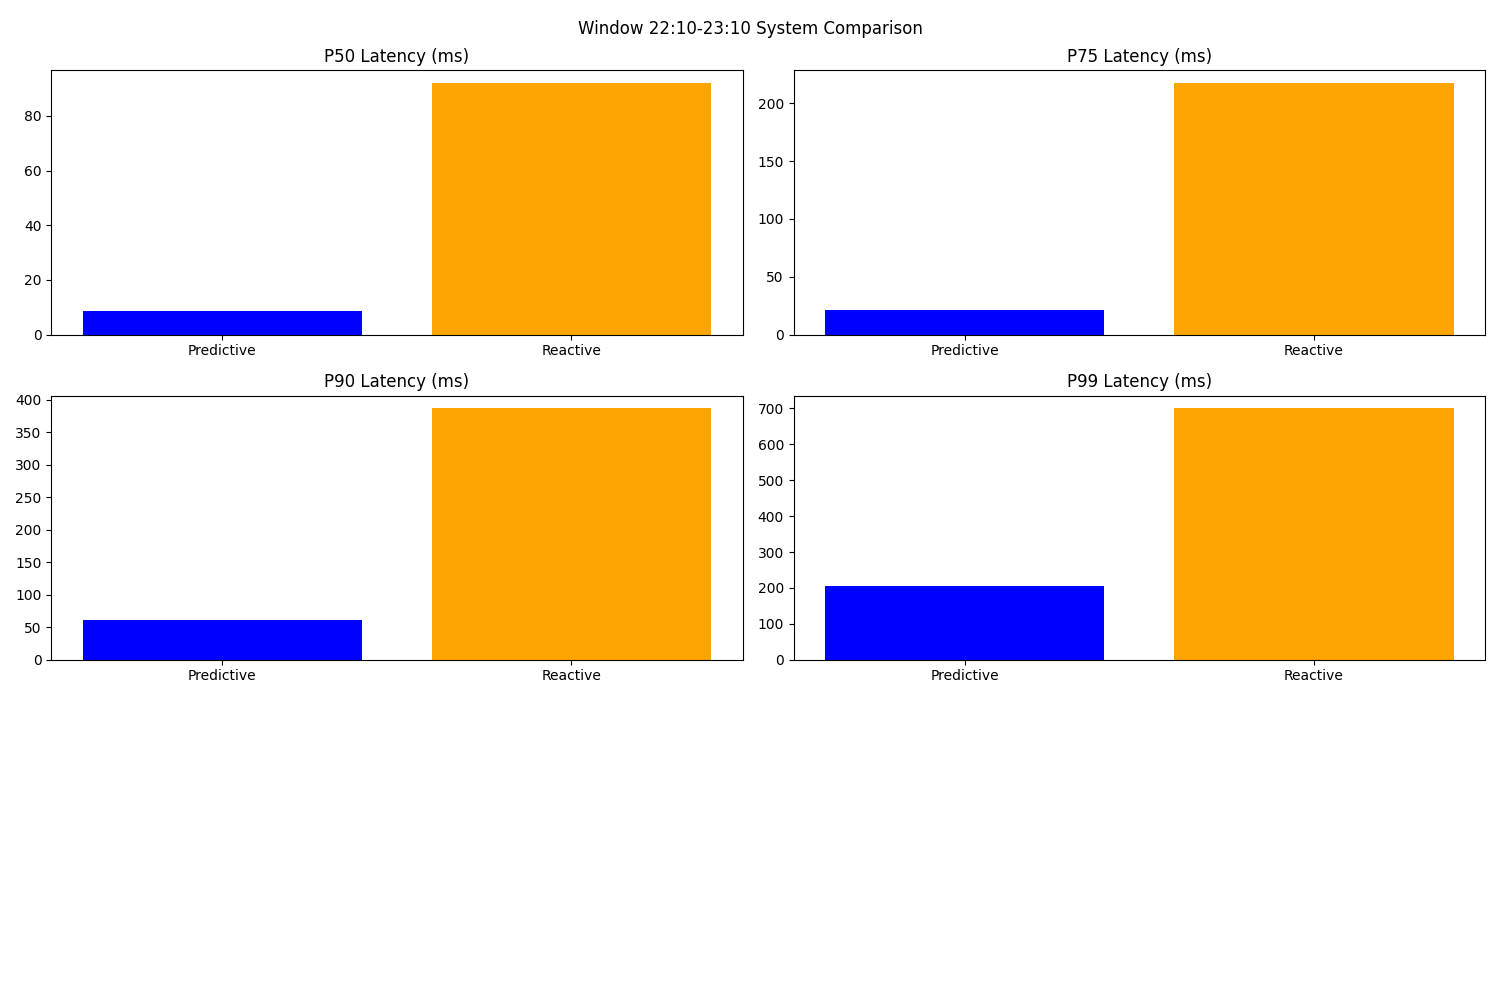 Window 22:10-23:10 System Comparison
P50 Latency (ms)
80
60
40
20
0
Predictive
Reactive
P75 Latency (ms)
200
150
100
50
0
Predictive
Reactive
P90 Latency (ms)
400
350
300
250
200
150
100
50
0
Predictive
Reactive
P99 Latency (ms)
700
600
500
400
300
200
100
0
Predictive
Reactive